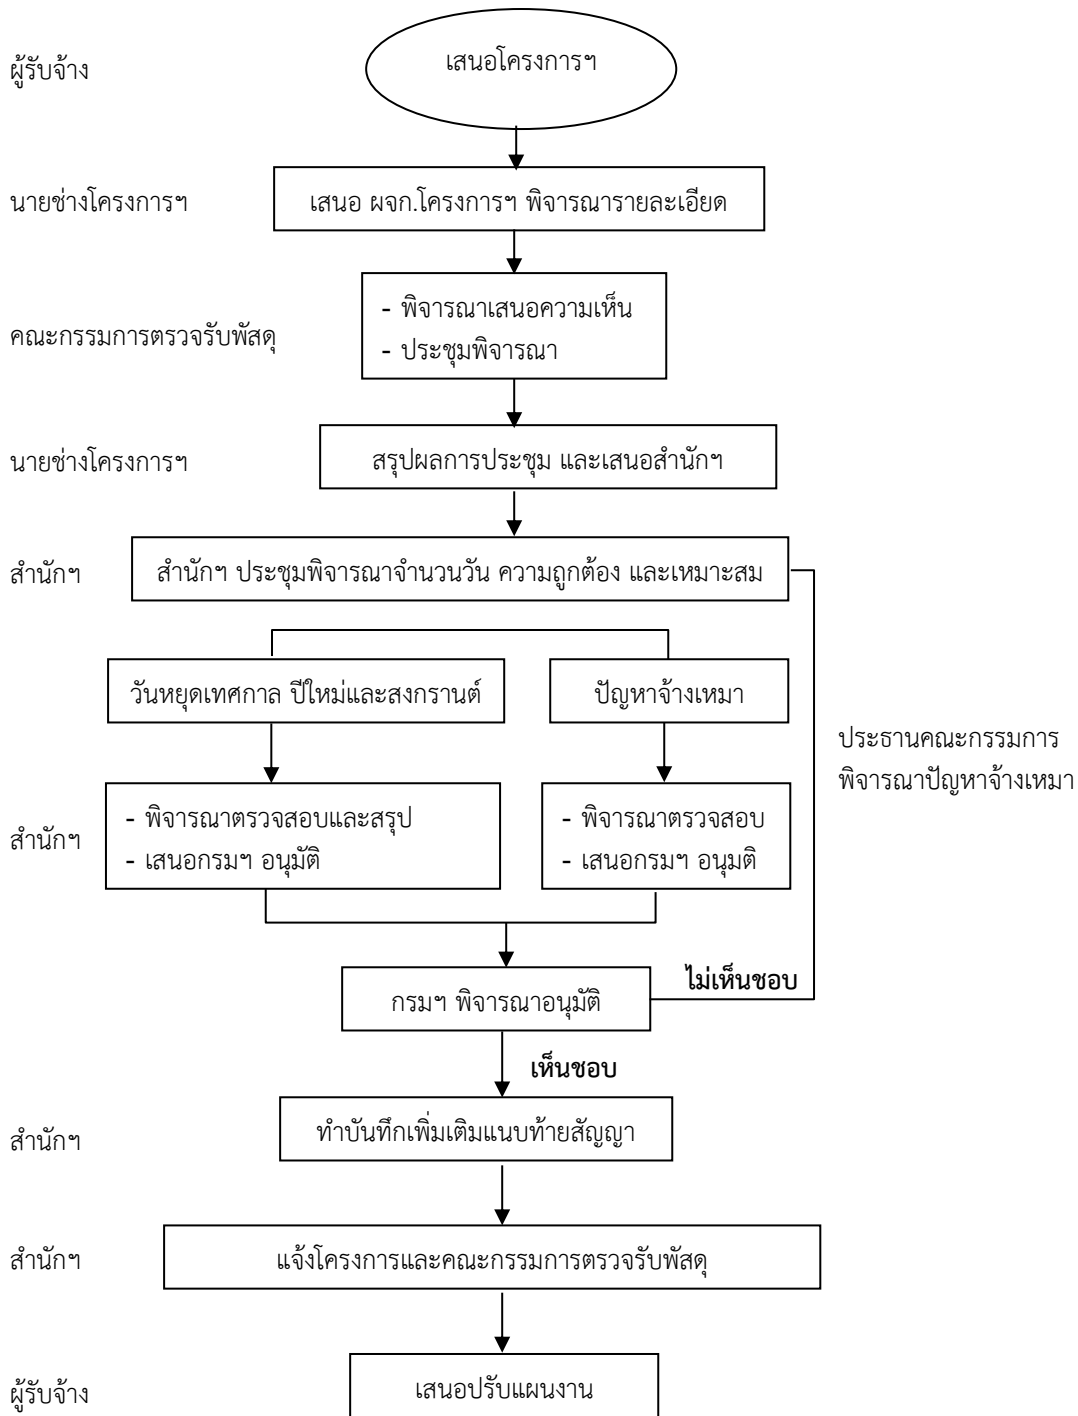 ผู้รับจ้าง
เสนอโครงการฯ
นายช่างโครงการฯ
เสนอ ผจก.โครงการฯ พิจารณารายละเอียด
คณะกรรมการตรวจรับพัสดุ
- พิจารณาเสนอความเห็น
- ประชุมพิจารณา
นายช่างโครงการฯ
สรุปผลการประชุม และเสนอสำนักฯ
สำนักฯ
สำนักฯ ประชุมพิจารณาจำนวนวัน ความถูกต้อง และเหมาะสม
วันหยุดเทศกาล ปีใหม่และสงกรานต์
ปัญหาจ้างเหมา
ประธานคณะกรรมการ
พิจารณาปัญหาจ้างเหมา
สำนักฯ
- พิจารณาตรวจสอบและสรุป
- เสนอกรมฯ อนุมัติ
- พิจารณาตรวจสอบ
- เสนอกรมฯ อนุมติ
กรมฯ พิจารณาอนุมัติ
ไม่เห็นชอบ
เห็นชอบ
สำนักฯ
ทำบันทึกเพิ่มเติมแนบท้ายสัญญา
สำนักฯ
แจ้งโครงการและคณะกรรมการตรวจรับพัสดุ
ผู้รับจ้าง
เสนอปรับแผนงาน